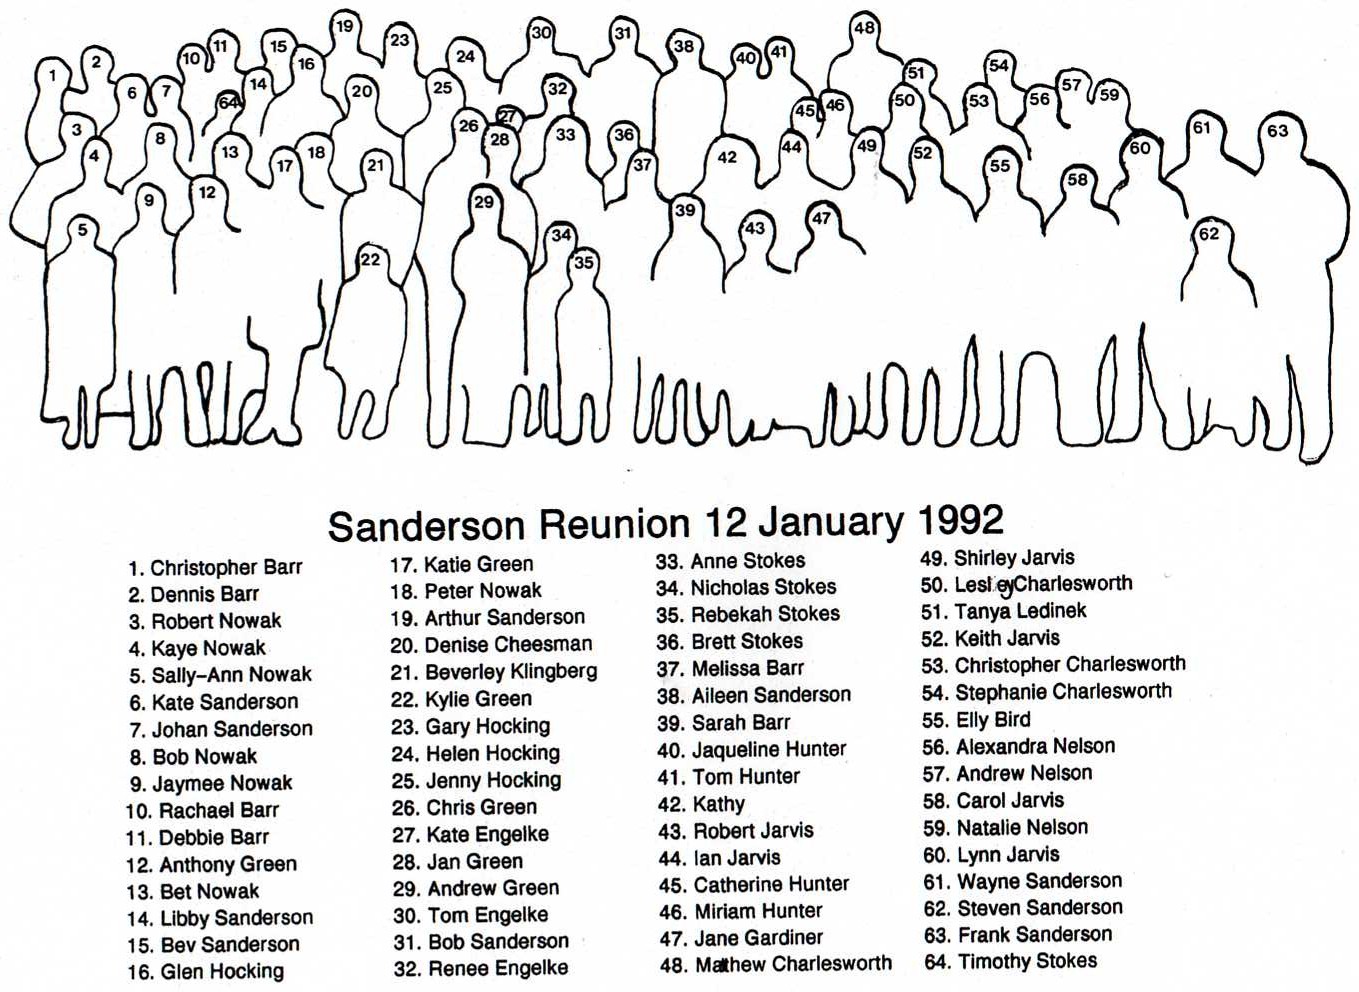 19
48
30
31
23
11
15
38
41
24
10
40
2
16
54
1
51
14
57
25
32
6
7
20
59
50
56
53
64
46
45
27
26
3
61
63
33
36
8
28
44
49
60
13
18
52
4
42
17
21
37
55
58
12
9
29
39
47
5
43
62
34
22
35
Sanderson Reunion 12 January 1992
1. Christopher Barr
2. Dennis Barr
3. Robert Nowak
4. Kaye Nowak
5. Sally-Ann Nowak
6. Kate Sanderson
7. Johan Sanderson
8. Bob Nowak
9. Jaymee Nowak
10. Rachael Barr
11. Debbie Barr
12. Anthony Green
13. Bet Nowak
14. Libby Sanderson
15. Bev Sanderson
16. Glen Hocking
17. Katie Green
18. Peter Nowak
19. Arthur Sanderson
20. Denise Cheesman
21. Beverley Klingberg
22. Kylie Green
23. Gary Hocking
24. Helen Hocking
25. Jenny Hocking
26. Chris Green
27. Kate Engelke
28. Jan Green
29. Andrew Green
30. Tom Engelke
31. Bob Sanderson
32. Renee Engelke
33. Anne Stokes
34. Nicholas Stokes
35. Rebekah Stokes
36. Brett Stokes
37. Melissa Barr
38. Aileen Sanderson
39. Sarah Barr
40. Jaqueline Hunter
41. Tom Hunter
42. Kathy
43. Robert Jarvis
44. Ian Jarvis
45. Catherine Hunter
46. Miriam Hunter
47. Jane Gardiner
48. Mathew Charlesworth
49. Shirley Jarvis
50. Lesley Charlesworth
51. Tanya Ledinek
52. Keith Jarvis
53. Christopher Charlesworth
54. Stephanie Charlesworth
55. Elly Bird
56. Alexandra Nelson
57. Andrew Nelson
58. Carol Jarvis
59. Natalie Nelson
60. Lynn Jarvis
61. Wayne Sanderson
62. Steven Sanderson
63. Frank Sanderson
64. Timothy Stokes